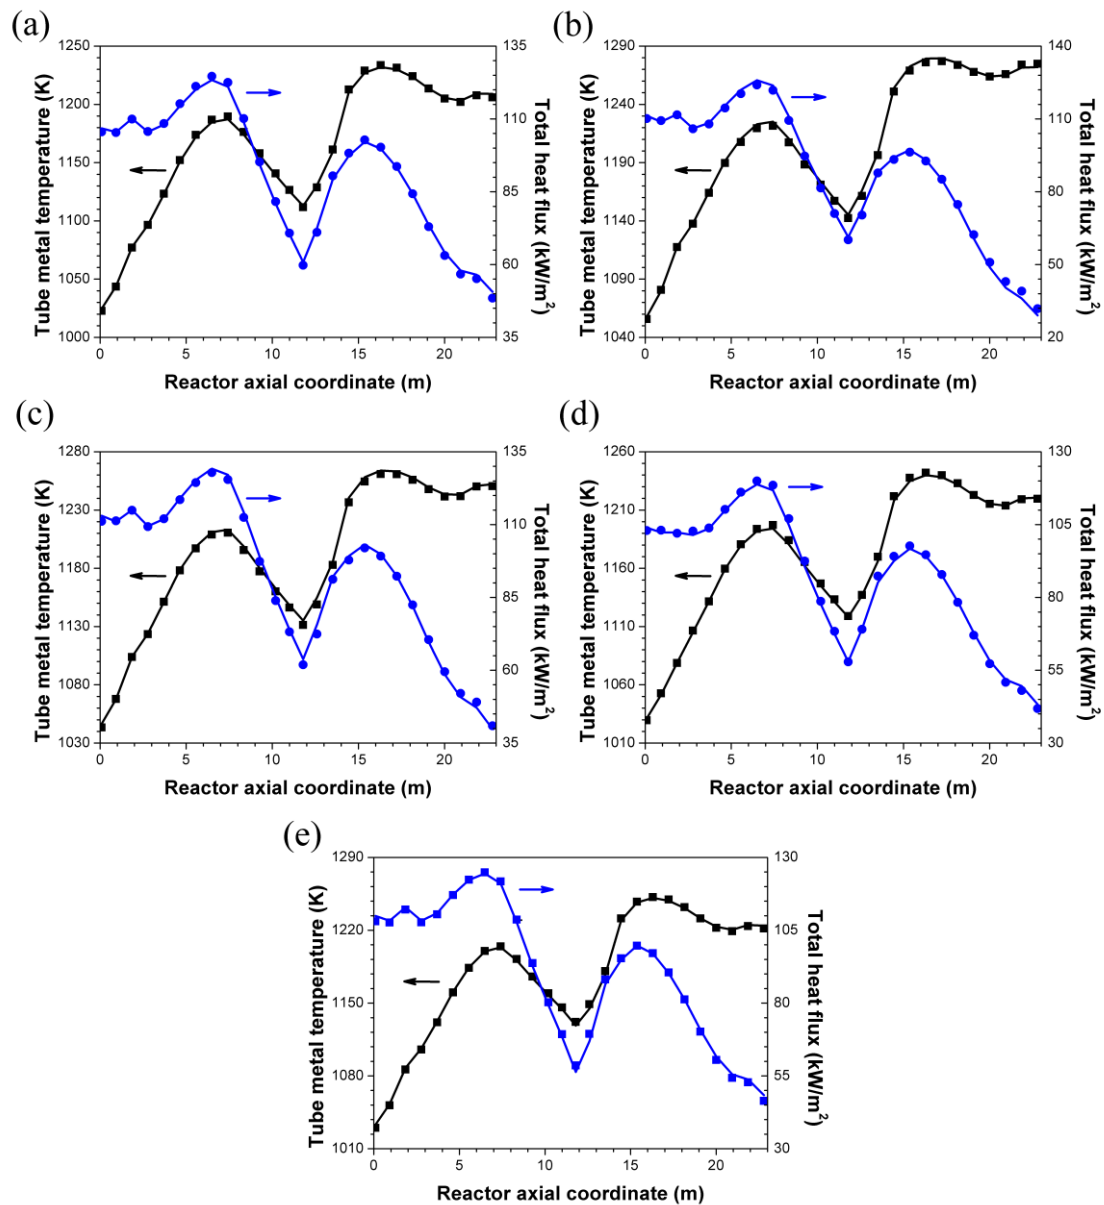 (a)
1250
1200
1150
1100
1050
1000
Tube metal temperature (K)
135
110
85
60
35
Total heat flux (kW/m²)
0 5 10 15 20
Reactor axial coordinate (m)
(b)
1290
1240
1190
1140
1090
1040
Tube metal temperature (K)
140
110
80
50
20
Total heat flux (kW/m²)
0 5 10 15 20
Reactor axial coordinate (m)
(c)
1280
1230
1180
1130
1080
1030
Tube metal temperature (K)
135
110
85
60
35
Total heat flux (kW/m²)
0 5 10 15 20
Reactor axial coordinate (m)
(d)
1260
1210
1160
1110
1060
1010
Tube metal temperature (K)
130
105
80
55
30
Total heat flux (kW/m²)
0 5 10 15 20
Reactor axial coordinate (m)
(e)
1290
1220
1150
1080
1010
Tube metal temperature (K)
130
105
80
55
30
Total heat flux (kW/m²)
0 5 10 15 20
Reactor axial coordinate (m)